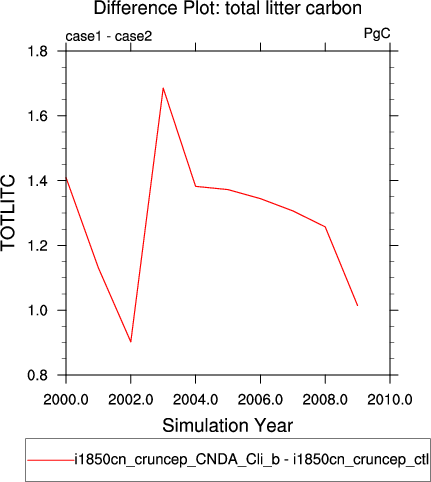 Difference Plot: total litter carbon
case1 - case2
PgC
1.8
1.6
1.4
1.2
1.0
0.8
TOTLITC
2000.0 2002.0 2004.0 2006.0 2008.0 2010.0
Simulation Year
i1850cn_cruncep_CNDA_Cli_b - i1850cn_cruncep_ctl